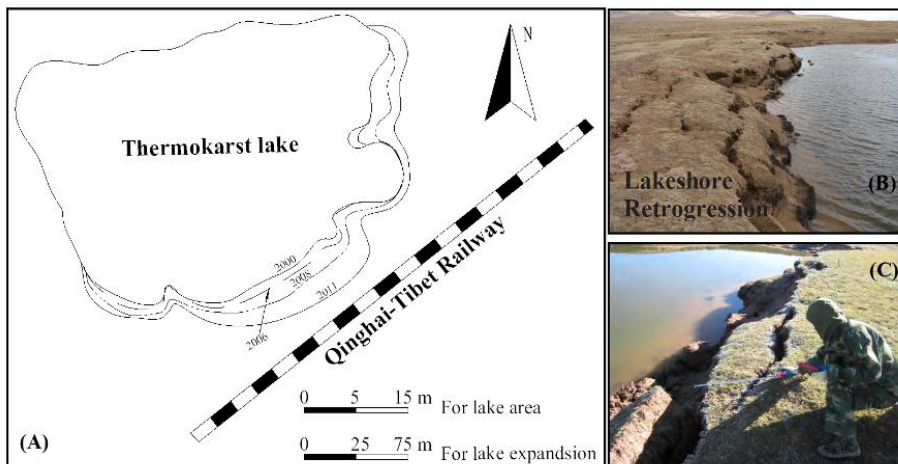 N
Thermokarst lake
2000
2008
2011
2006
Qinghai-Tibet Railway
0 5 15 m
For lake area
0 25 75 m
For lake expandsion
(A)
Lakeshore
Retrogression
(B)
(C)